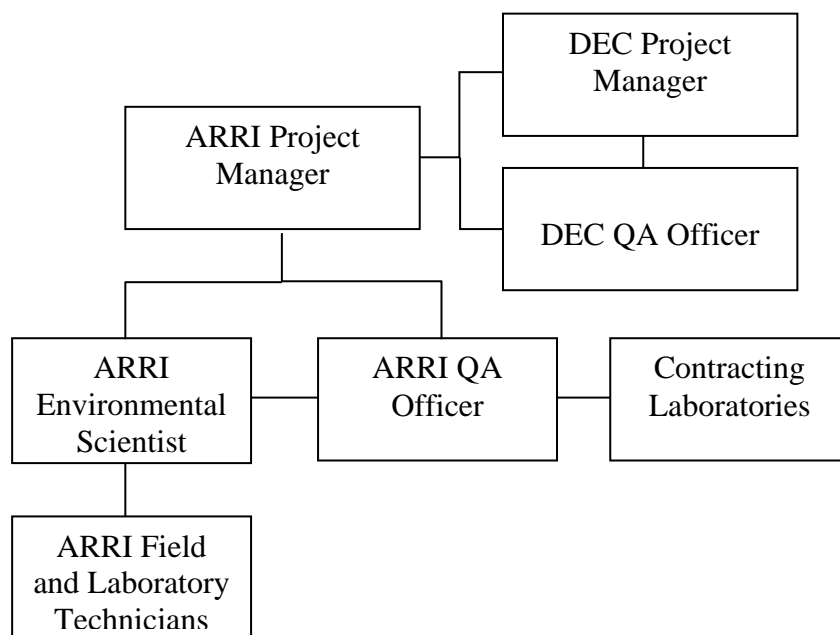 DEC Project
Manager
ARRI Project
Manager
DEC QA Officer
ARRI
Environmental
Scientist
ARRI QA
Officer
Contracting
Laboratories
ARRI Field
and Laboratory
Technicians